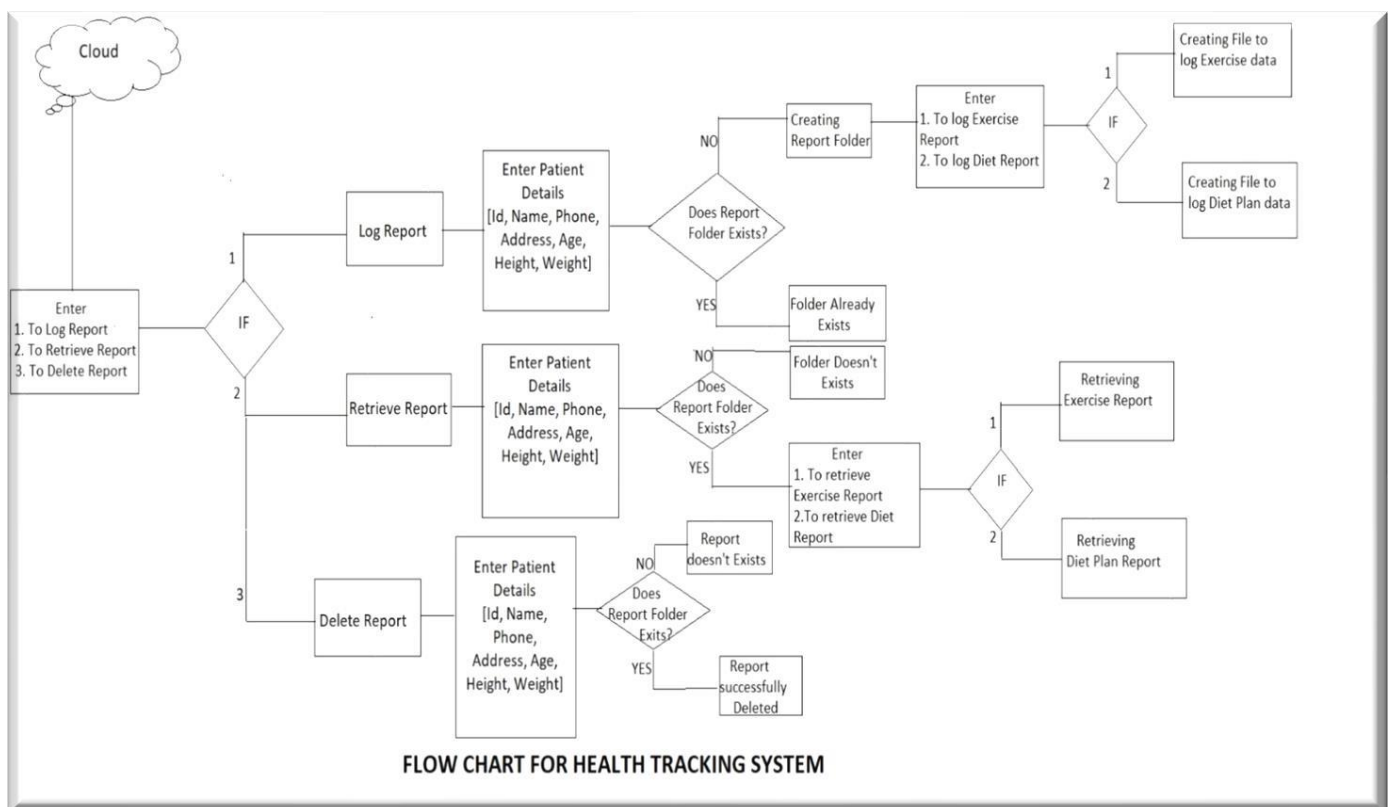 Cloud
Enter
1. To Log Report
2. To Retrieve Report
3. To Delete Report
IF
1
2
3
Log Report
Enter Patient
Details
[Id, Name, Phone,
Address, Age,
Height, Weight]
Does Report
Folder Exists?
NO
Creating
Report Folder
Enter
1. To log Exercise
Report
2. To log Diet Report
IF
1
Creating File to
log Exercise data
2
Creating File to
log Diet Plan data
YES
Folder Already
Exists
Retrieve Report
Enter Patient
Details
[Id, Name, Phone,
Address, Age,
Height, Weight]
Does
Report Folder
Exists?
NO
Folder Doesn't
Exists
YES
Enter
1. To retrieve
Exercise Report
2.To retrieve Diet
Report
IF
1
Retrieving
Exercise Report
2
Retrieving
Diet Plan Report
Delete Report
Enter Patient
Details
[Id, Name,
Phone,
Address, Age,
Height, Weight]
Does
Report Folder
Exits?
NO
Report
doesn't Exists
YES
Report
successfully
Deleted
FLOW CHART FOR HEALTH TRACKING SYSTEM